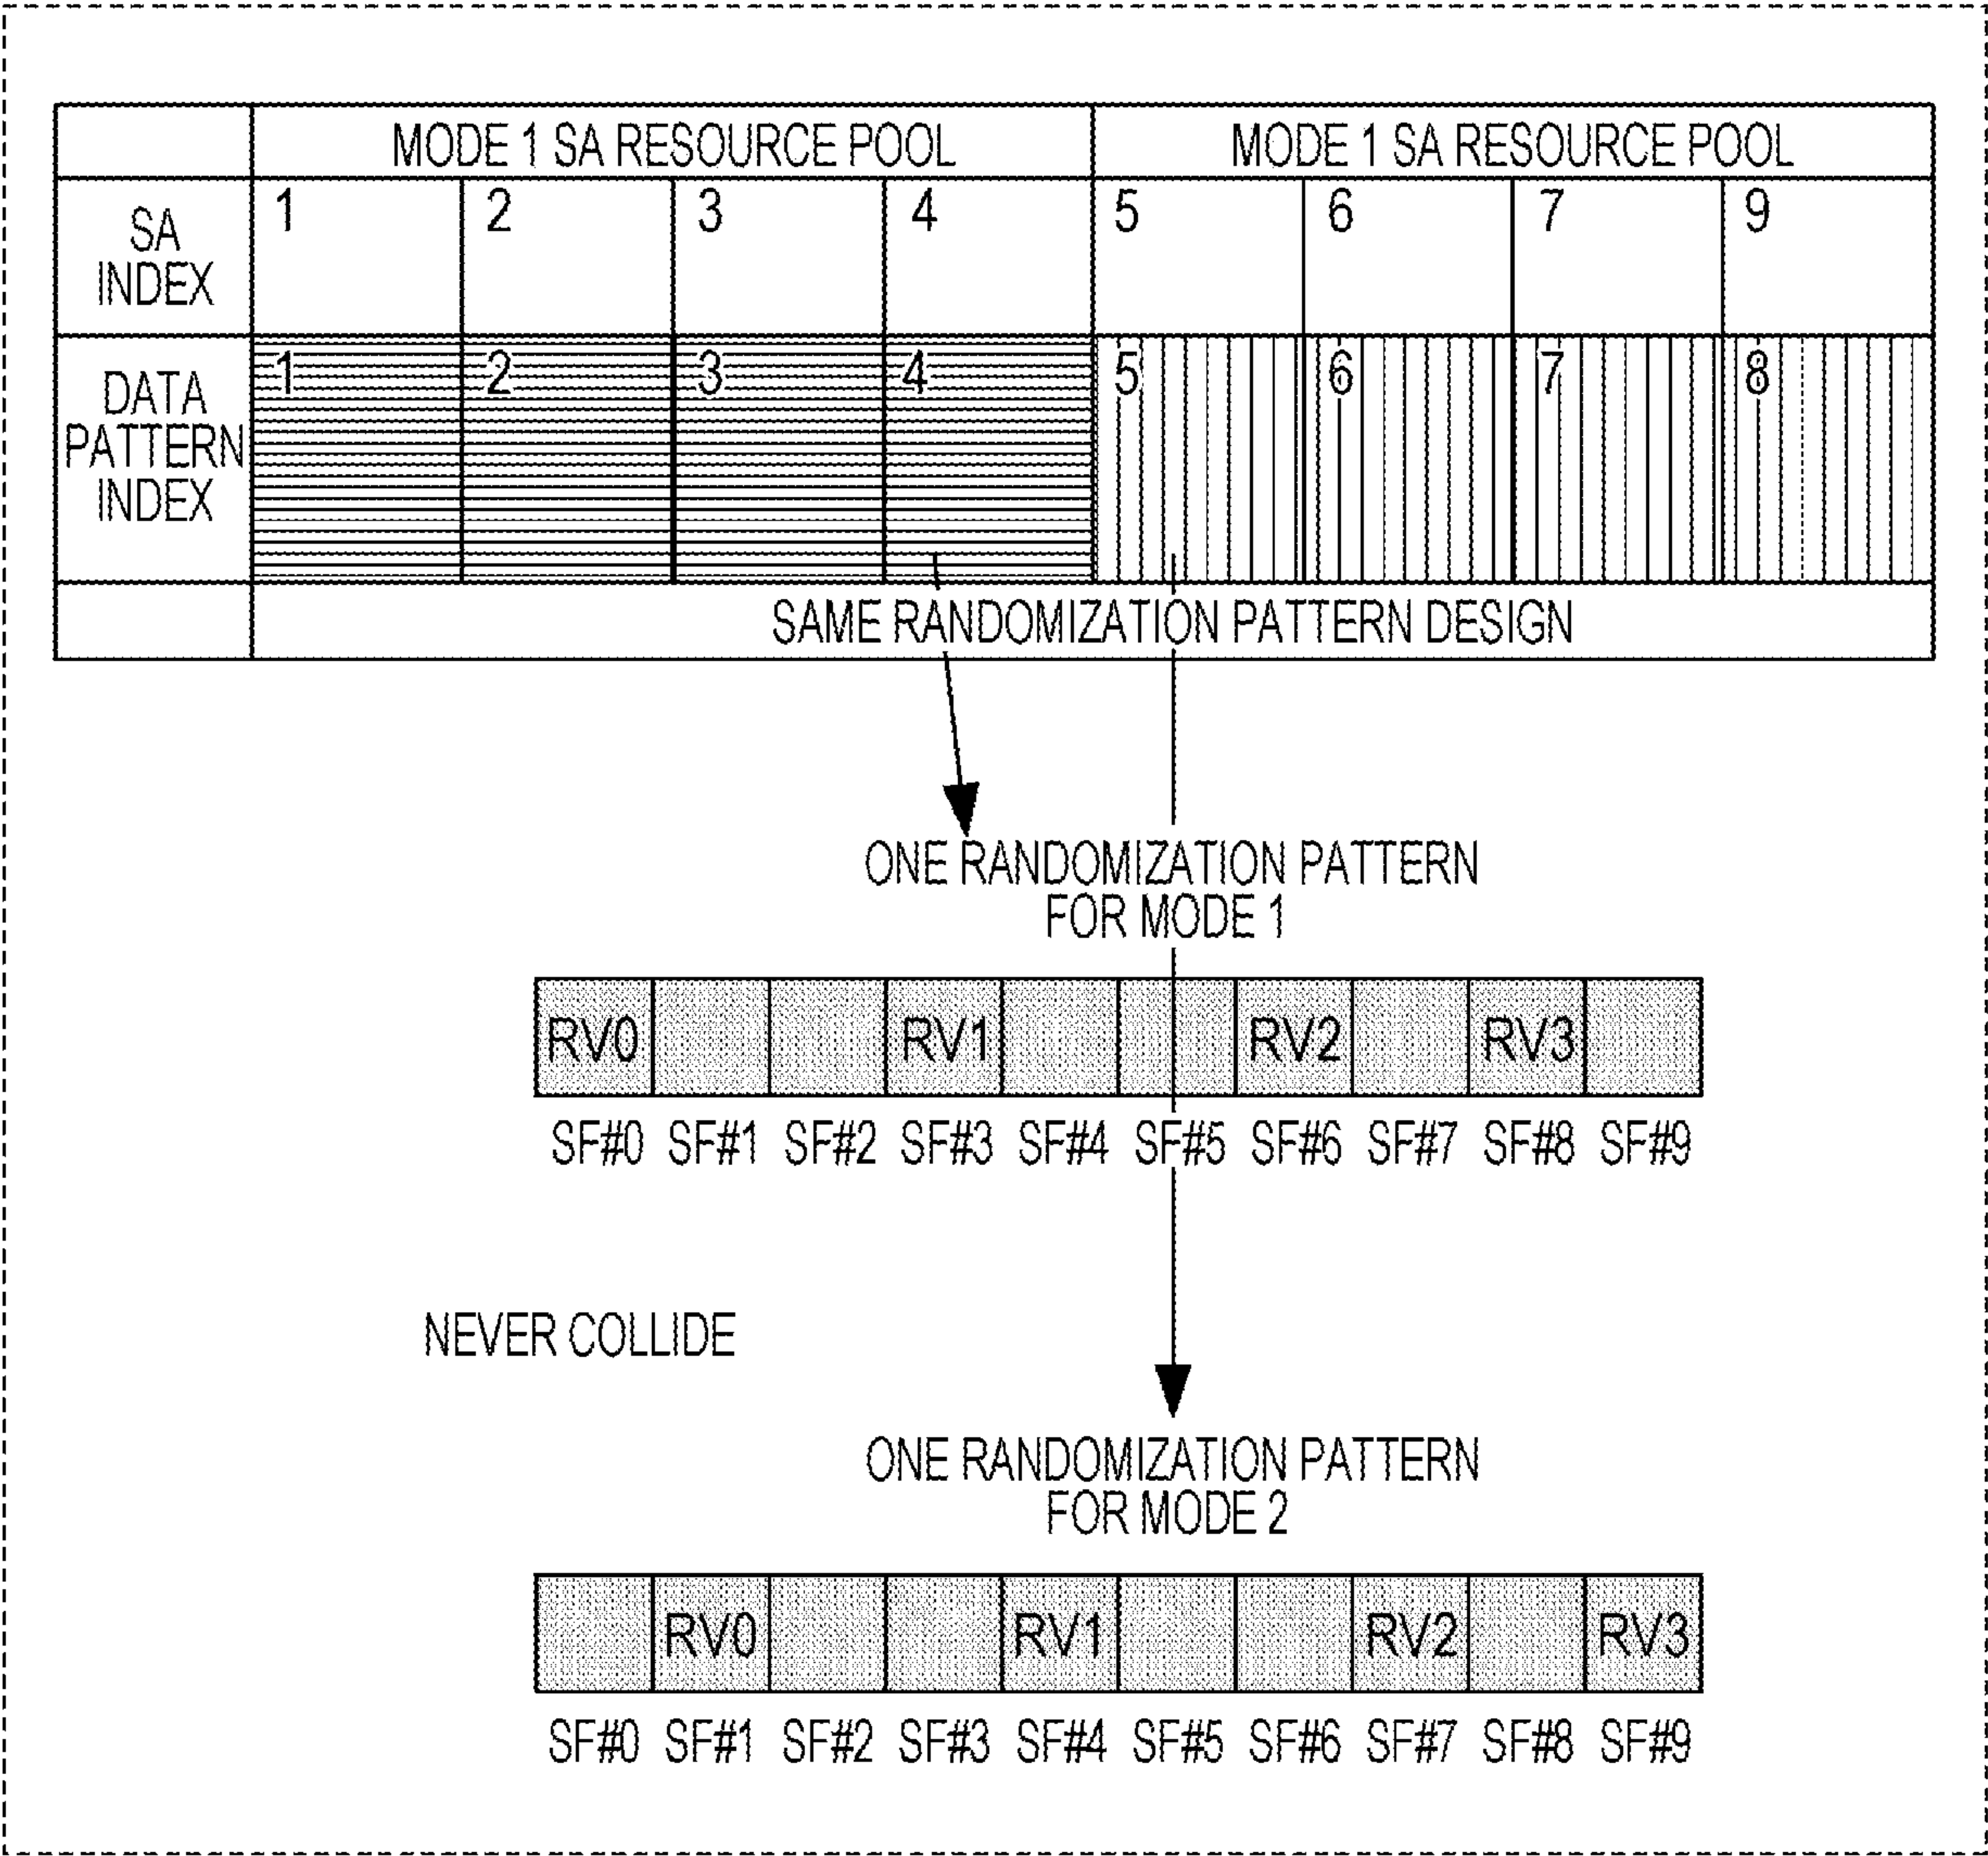 MODE 1 SA RESOURCE POOL MODE 1 SA RESOURCE POOL
SA INDEX 1 2 3 4 5 6 7 9
DATA PATTERN INDEX 1 2 3 4 5 6 7 8
SAME RANDOMIZATION PATTERN DESIGN
ONE RANDOMIZATION PATTERN
FOR MODE 1
RV0 RV1 RV2 RV3
SF#0 SF#1 SF#2 SF#3 SF#4 SF#5 SF#6 SF#7 SF#8 SF#9
NEVER COLLIDE
ONE RANDOMIZATION PATTERN
FOR MODE 2
RV0 RV1 RV2 RV3
SF#0 SF#1 SF#2 SF#3 SF#4 SF#5 SF#6 SF#7 SF#8 SF#9